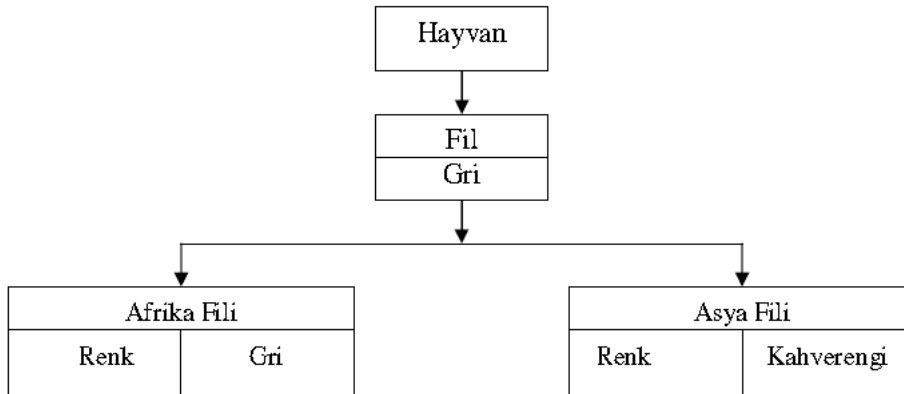 Hayvan
Fil
Gri
Afrika Fili
Renk Gri
Asya Fili
Renk Kahverengi